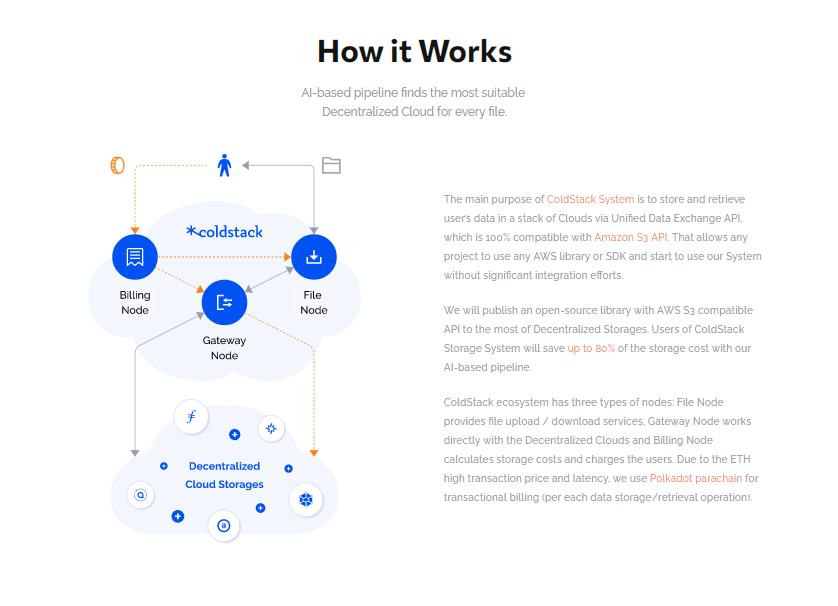 How it Works
AI-based pipeline finds the most suitable
Decentralized Cloud for every file.
coldstack
Billing
Node
File
Node
Gateway
Node
Decentralized
Cloud Storages
The main purpose of ColdStack System is to store and retrieve
user's data in a stack of Clouds via Unified Data Exchange API,
which is 100% compatible with Amazon S3 API. That allows any
project to use any AWS library or SDK and start to use our System
without significant integration efforts.
We will publish an open-source library with AWS S3 compatible
API to the most of Decentralized Storages. Users of ColdStack
Storage System will save up to 80% of the storage cost with our
AI-based pipeline.
ColdStack ecosystem has three types of nodes: File Node
provides file upload / download services, Gateway Node works
directly with the Decentralized Clouds and Billing Node
calculates storage costs and charges the users. Due to the ETH
high transaction price and latency, we use Polkadot parachain for
transactional billing (per each data storage/retrieval operation).